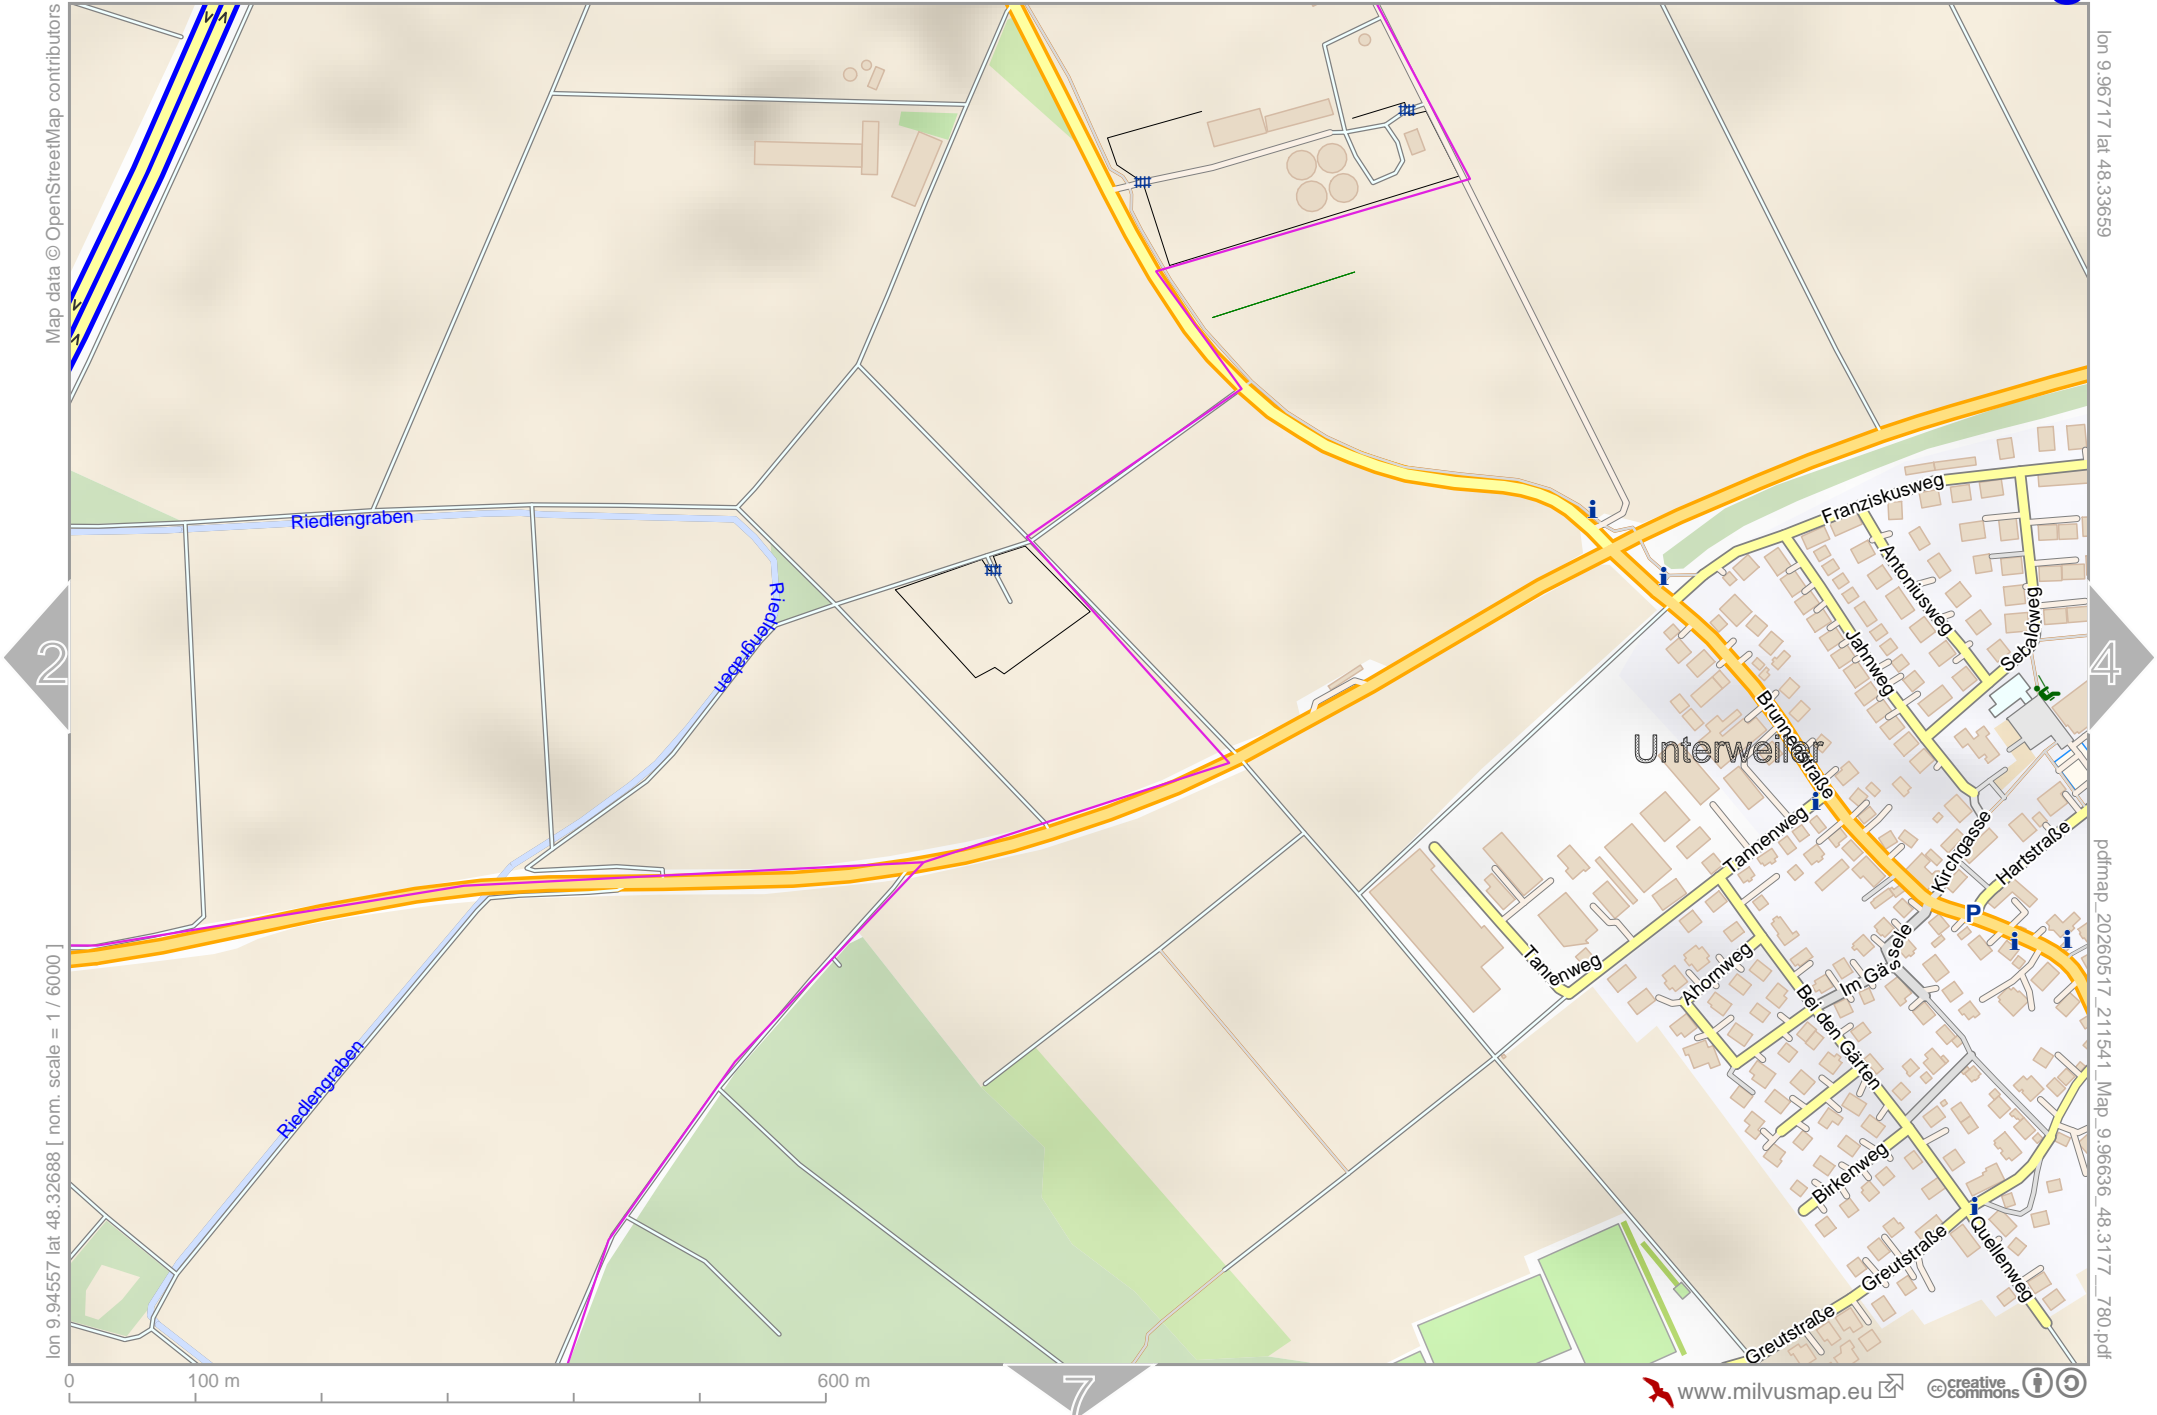 Map data © OpenStreetMap contributors
lon 9.94557 lat 48.32688 [ nom. scale = 1 / 6000 ]
lon 9.96717 lat 48.33659
pdfmap_20260517_211541_Map_9.96636_48.3177__780.pdf
2
4
7
Riedlengraben
Riedlengraben
Riedlengraben
Riedlengraben
Franziskusweg
Antoniusweg
Jahnweg
Sebaldweg
Unterweiler
Brunnenstraße
Tannenweg
Kirchgasse
Hartstraße
P
Tannenweg
Ahornweg
Im Gässele
Bei den Gärten
Birkenweg
Greutstraße
Quellenweg
Greutstraße
0
100 m
600 m
www.milvusmap.eu
cc creative commons